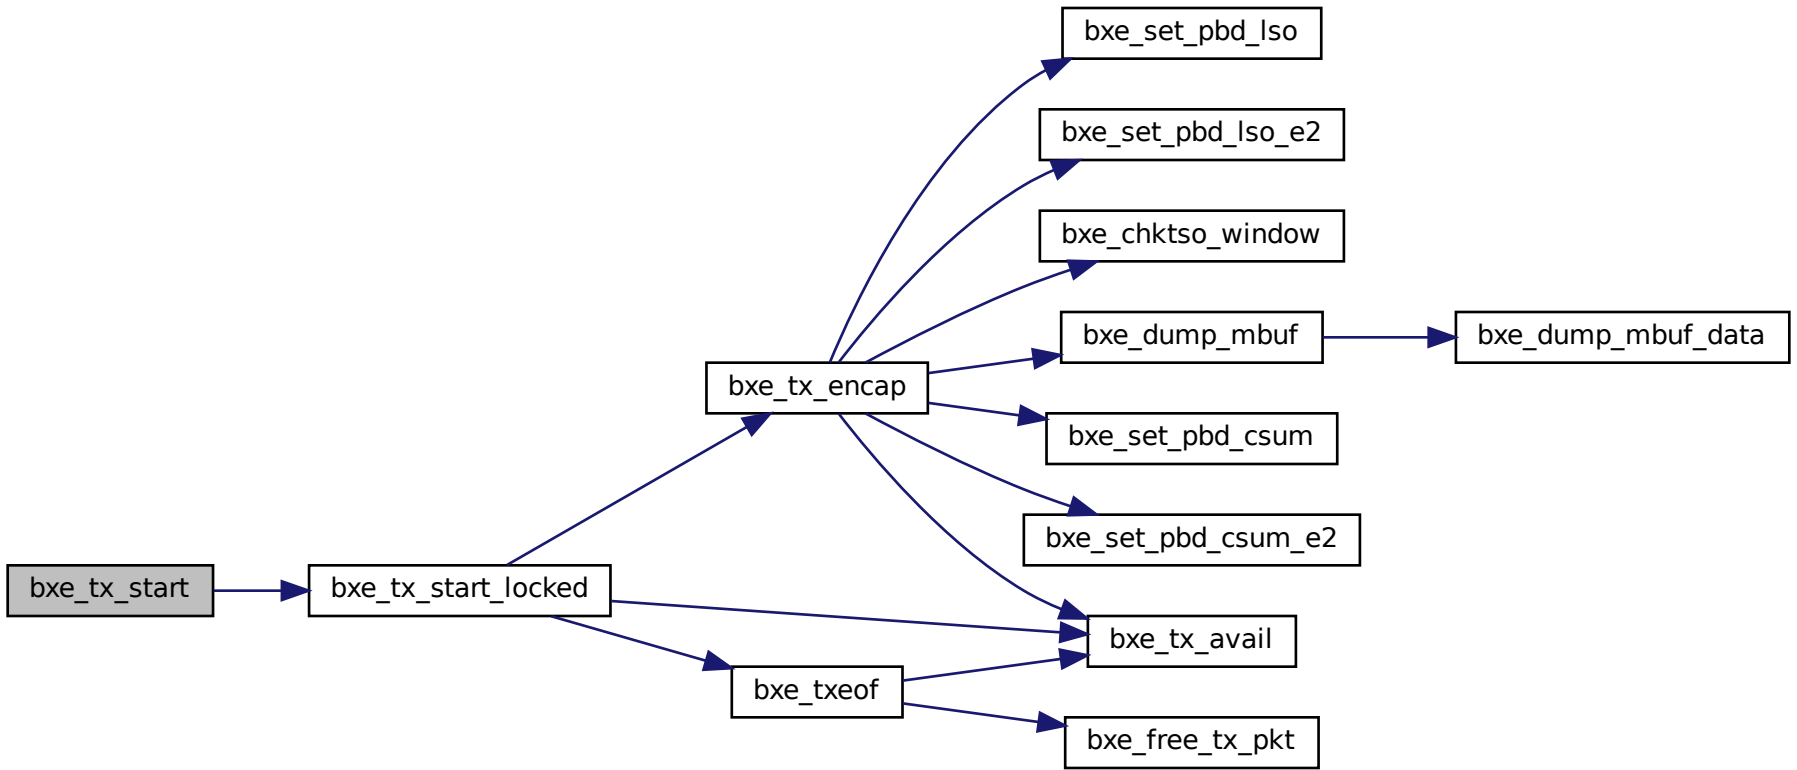 bxe_set_pbd_lso
bxe_set_pbd_lso_e2
bxe_chktso_window
bxe_dump_mbuf
bxe_dump_mbuf_data
bxe_tx_encap
bxe_set_pbd_csum
bxe_set_pbd_csum_e2
bxe_tx_start
bxe_tx_start_locked
bxe_tx_avail
bxe_txeof
bxe_free_tx_pkt